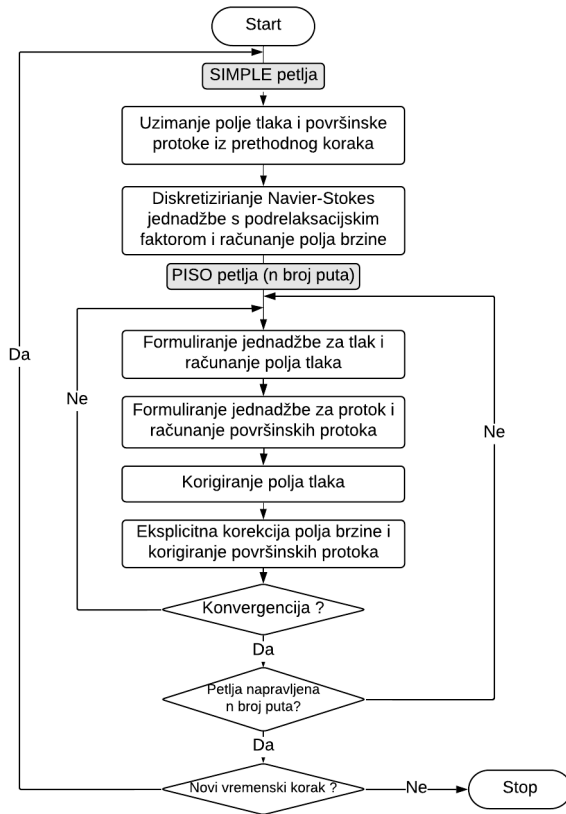 Start
SIMPLE petlja
Uzimanje polje tlaka i površinske
protoke iz prethodnog koraka
Diskretizirianje Navier-Stokes
jednadžbe s podrelaksacijskim
faktorom i računanje polja brzine
PISO petlja (n broj puta)
Da
Ne
Formuliranje jednadžbe za tlak i
računanje polja tlaka
Formuliranje jednadžbe za protok i
računanje površinskih protoka
Ne
Korigiranje polja tlaka
Eksplicitna korekcija polja brzine i
korigiranje površinskih protoka
Konvergencija ?
Da
Petlja napravljena
n broj puta?
Da
Novi vremenski korak ?
Ne
Stop